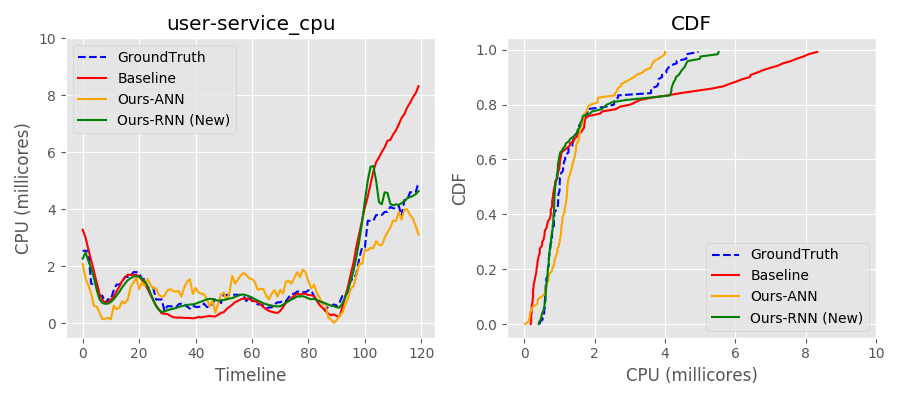 user-service_cpu
10
8
6
4
2
0
CPU (millicores)
GroundTruth
Baseline
Ours-ANN
Ours-RNN (New)
0 20 40 60 80 100 120
Timeline
CDF
1.0
0.8
0.6
0.4
0.2
0.0
CDF
GroundTruth
Baseline
Ours-ANN
Ours-RNN (New)
0 2 4 6 8 10
CPU (millicores)